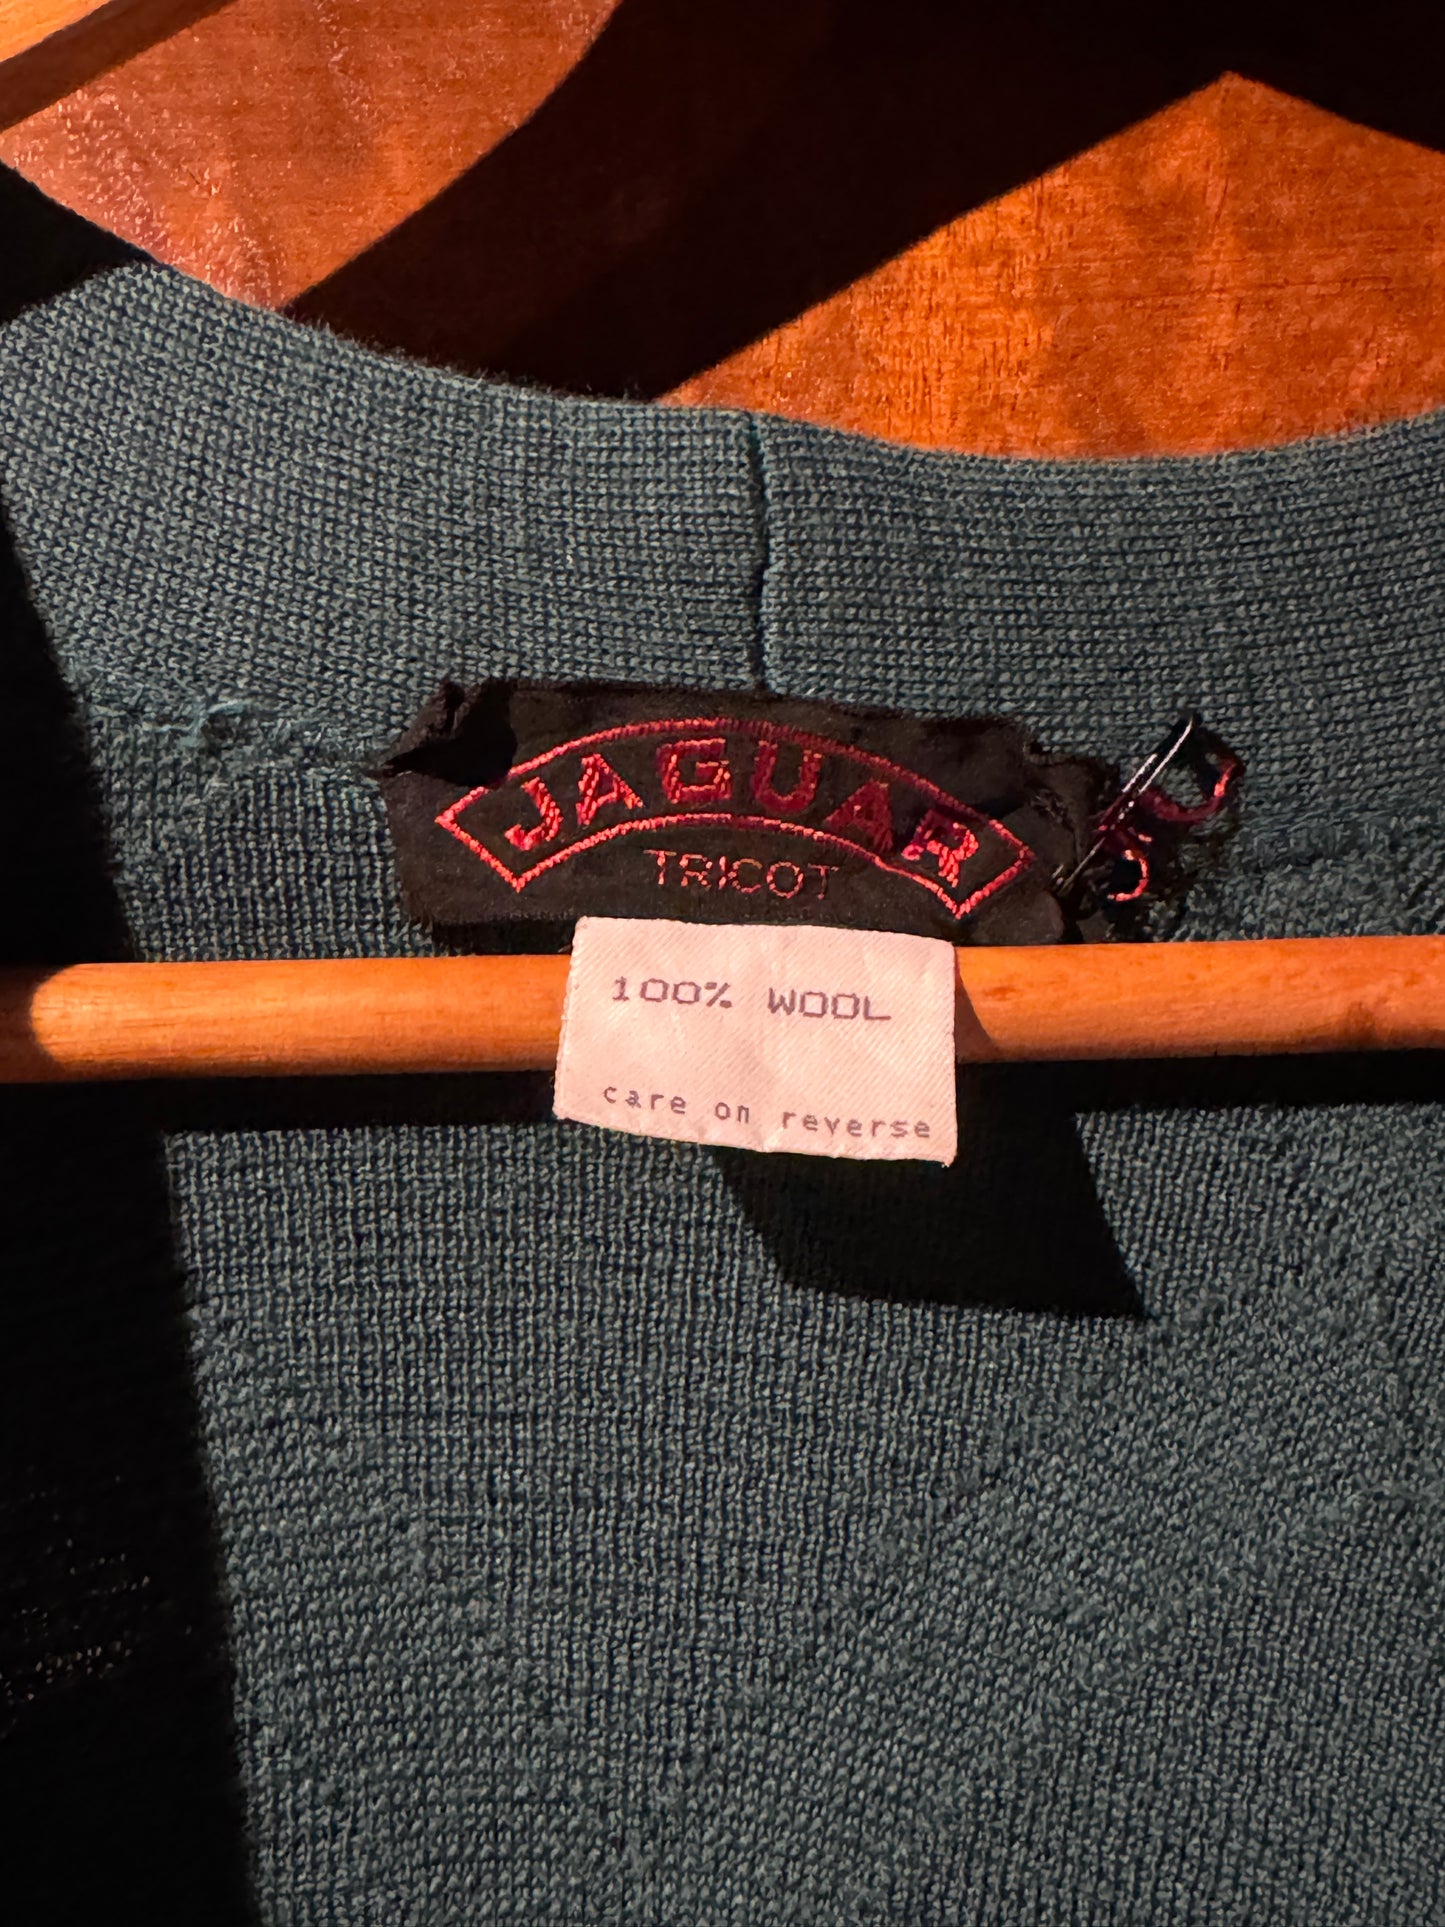 JAGUAR
TRICOT
100% WOOL
care on reverse